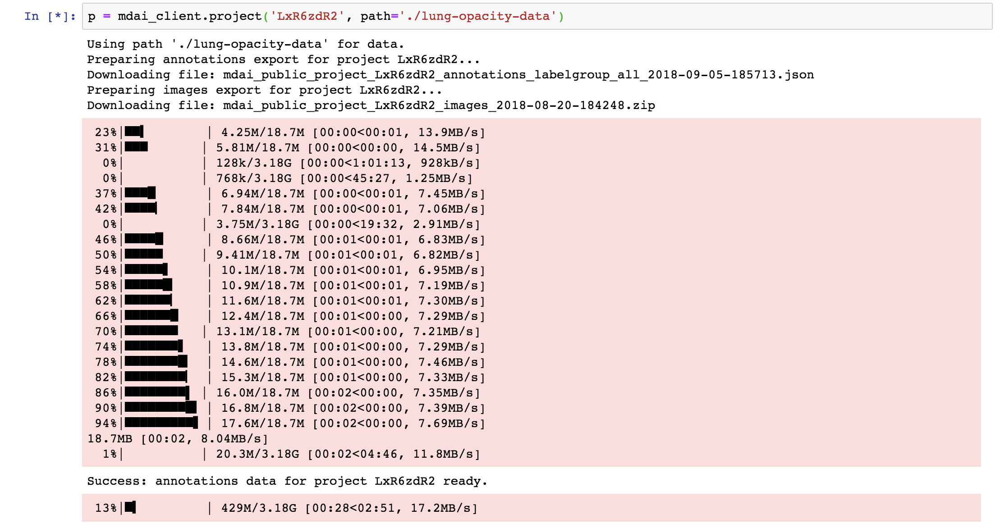 In [*]: p = mdai_client.project('LxR6zdR2', path='./lung-opacity-data')
Using path './lung-opacity-data' for data.
Preparing annotations export for project LxR6zdR2...
Downloading file: mdai_public_project_LxR6zdR2_annotations_labelgroup_all_2018-09-05-185713.json
Preparing images export for project LxR6zdR2...
Downloading file: mdai_public_project_LxR6zdR2_images_2018-08-20-184248.zip
23%|██▌ | 4.25M/18.7M [00:00<00:01, 13.9MB/s]
31%|███ | 5.81M/18.7M [00:00<00:00, 14.5MB/s]
0%| | 128k/3.18G [00:00<1:01:13, 928kB/s]
0%| | 768k/3.18G [00:00<45:27, 1.25MB/s]
37%|███▋ | 6.94M/18.7M [00:00<00:01, 7.45MB/s]
42%|████▏ | 7.84M/18.7M [00:00<00:01, 7.06MB/s]
0%| | 3.75M/3.18G [00:00<19:32, 2.91MB/s]
46%|████▋ | 8.66M/18.7M [00:01<00:01, 6.83MB/s]
50%|█████ | 9.41M/18.7M [00:01<00:01, 6.82MB/s]
54%|█████▍ | 10.1M/18.7M [00:01<00:01, 6.95MB/s]
58%|█████▊ | 10.9M/18.7M [00:01<00:01, 7.19MB/s]
62%|██████▏ | 11.6M/18.7M [00:01<00:01, 7.30MB/s]
66%|██████▋ | 12.4M/18.7M [00:01<00:00, 7.29MB/s]
70%|███████ | 13.1M/18.7M [00:01<00:00, 7.21MB/s]
74%|███████▍ | 13.8M/18.7M [00:01<00:00, 7.29MB/s]
78%|███████▊ | 14.6M/18.7M [00:01<00:00, 7.46MB/s]
82%|████████▏ | 15.3M/18.7M [00:01<00:00, 7.33MB/s]
86%|████████▌ | 16.0M/18.7M [00:02<00:00, 7.35MB/s]
90%|████████▉ | 16.8M/18.7M [00:02<00:00, 7.39MB/s]
94%|█████████▍| 17.6M/18.7M [00:02<00:00, 7.69MB/s]
18.7MB [00:02, 8.04MB/s]
1%| | 20.3M/3.18G [00:02<04:46, 11.8MB/s]
Success: annotations data for project LxR6zdR2 ready.
13%|█▎ | 429M/3.18G [00:28<02:51, 17.2MB/s]